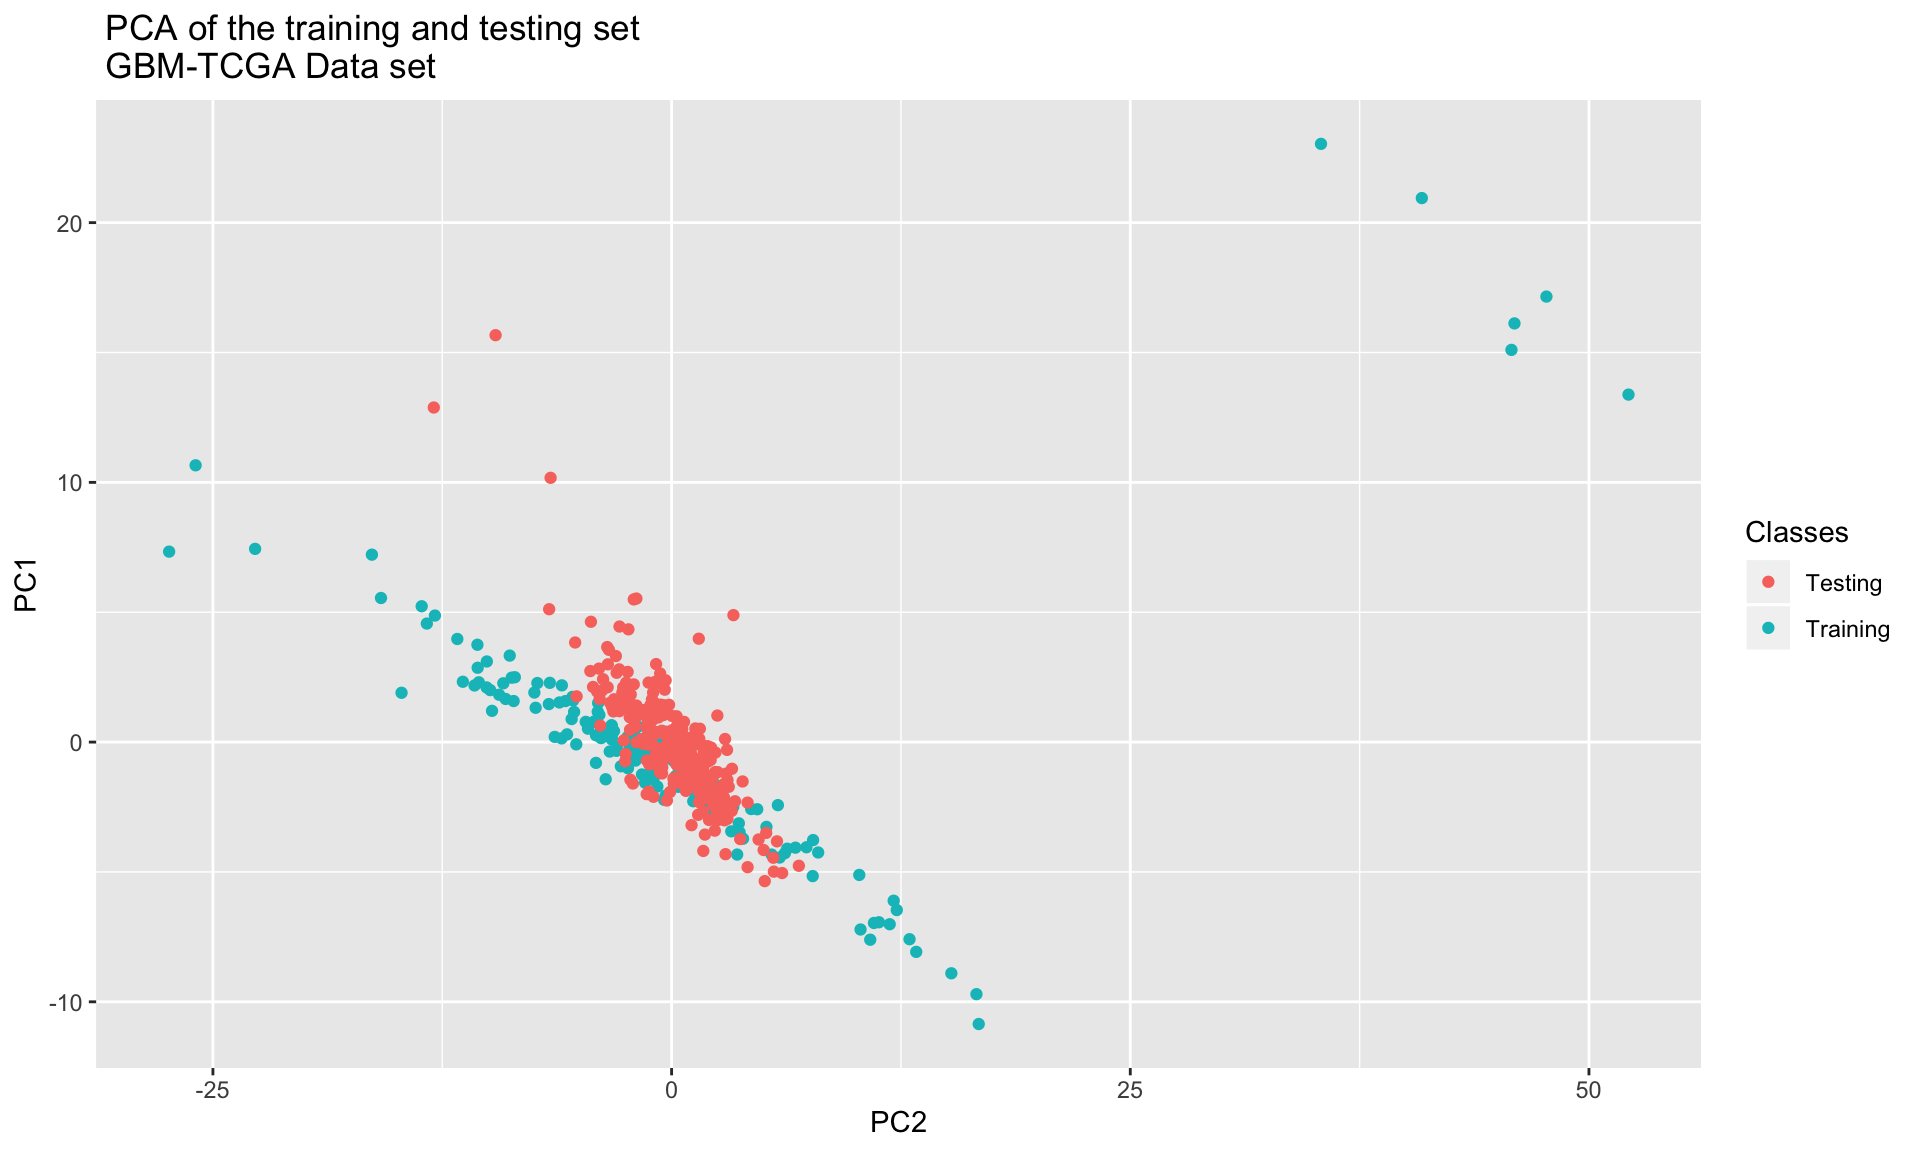 PCA of the training and testing set
GBM-TCGA Data set
20
10
0
-10
PC1
-25
0
25
50
PC2
Classes
Testing
Training